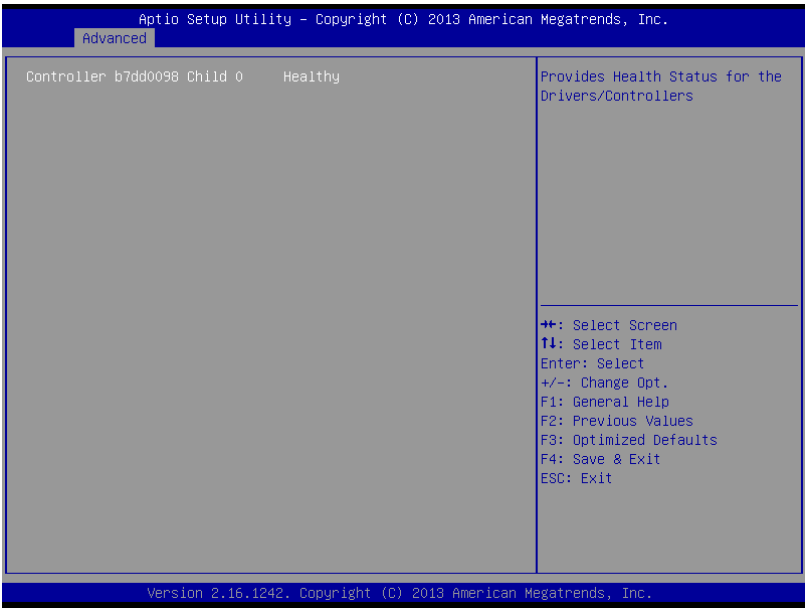 Aptio Setup Utility – Copyright (C) 2013 American Megatrends, Inc.
Advanced
Controller b7dd0098 Child 0 Healthy
Provides Health Status for the
Drivers/Controllers
→←: Select Screen
↑↓: Select Item
Enter: Select
+/-: Change Opt.
F1: General Help
F2: Previous Values
F3: Optimized Defaults
F4: Save & Exit
ESC: Exit
Version 2.16.1242. Copyright (C) 2013 American Megatrends, Inc.